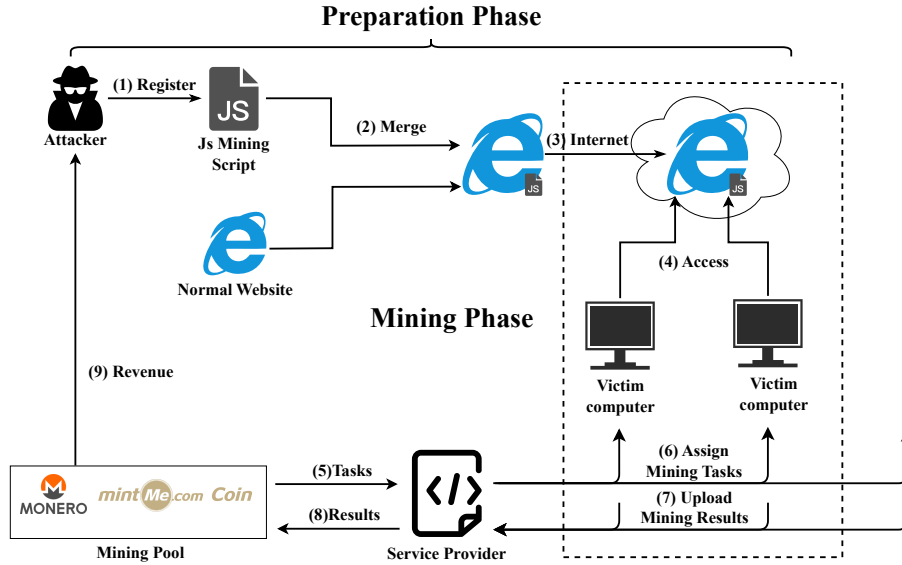 Preparation Phase
(1) Register
JS
Attacker
Js Mining
Script
(2) Merge
JS
(3) Internet
JS
Normal Website
(4) Access
Mining Phase
(9) Revenue
Victim
computer
Victim
computer
(5)Tasks
(6) Assign
Mining Tasks
MONERO
mintMe.com Coin
(7) Upload
Mining Results
(8)Results
Mining Pool
Service Provider